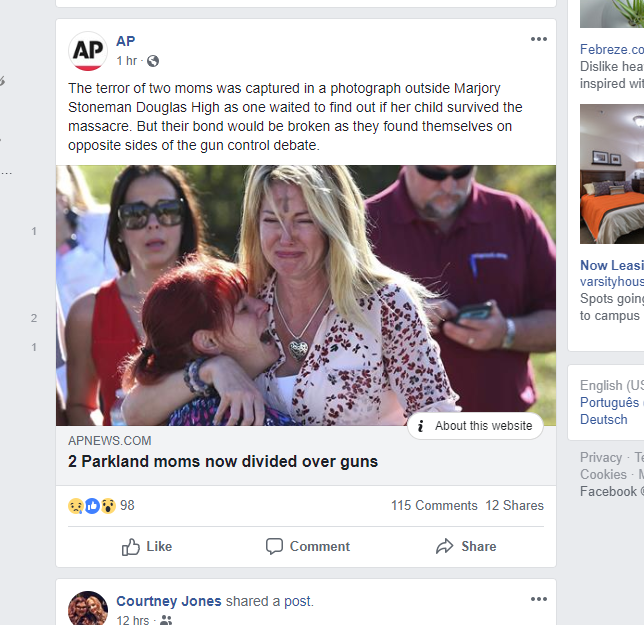 AP
AP
1 hr ·
The terror of two moms was captured in a photograph outside Marjory
Stoneman Douglas High as one waited to find out if her child survived the
massacre. But their bond would be broken as they found themselves on
opposite sides of the gun control debate.
i About this website
APNEWS.COM
2 Parkland moms now divided over guns
98
115 Comments 12 Shares
Like Comment Share
Courtney Jones shared a post.
12 hrs ·
...
1
2
1
Febreze.co
Dislike hea
inspired wit
Now Leasi
varsityhous
Spots going
to campus
English (US
Português (
Deutsch
Privacy · Te
Cookies · M
Facebook ©